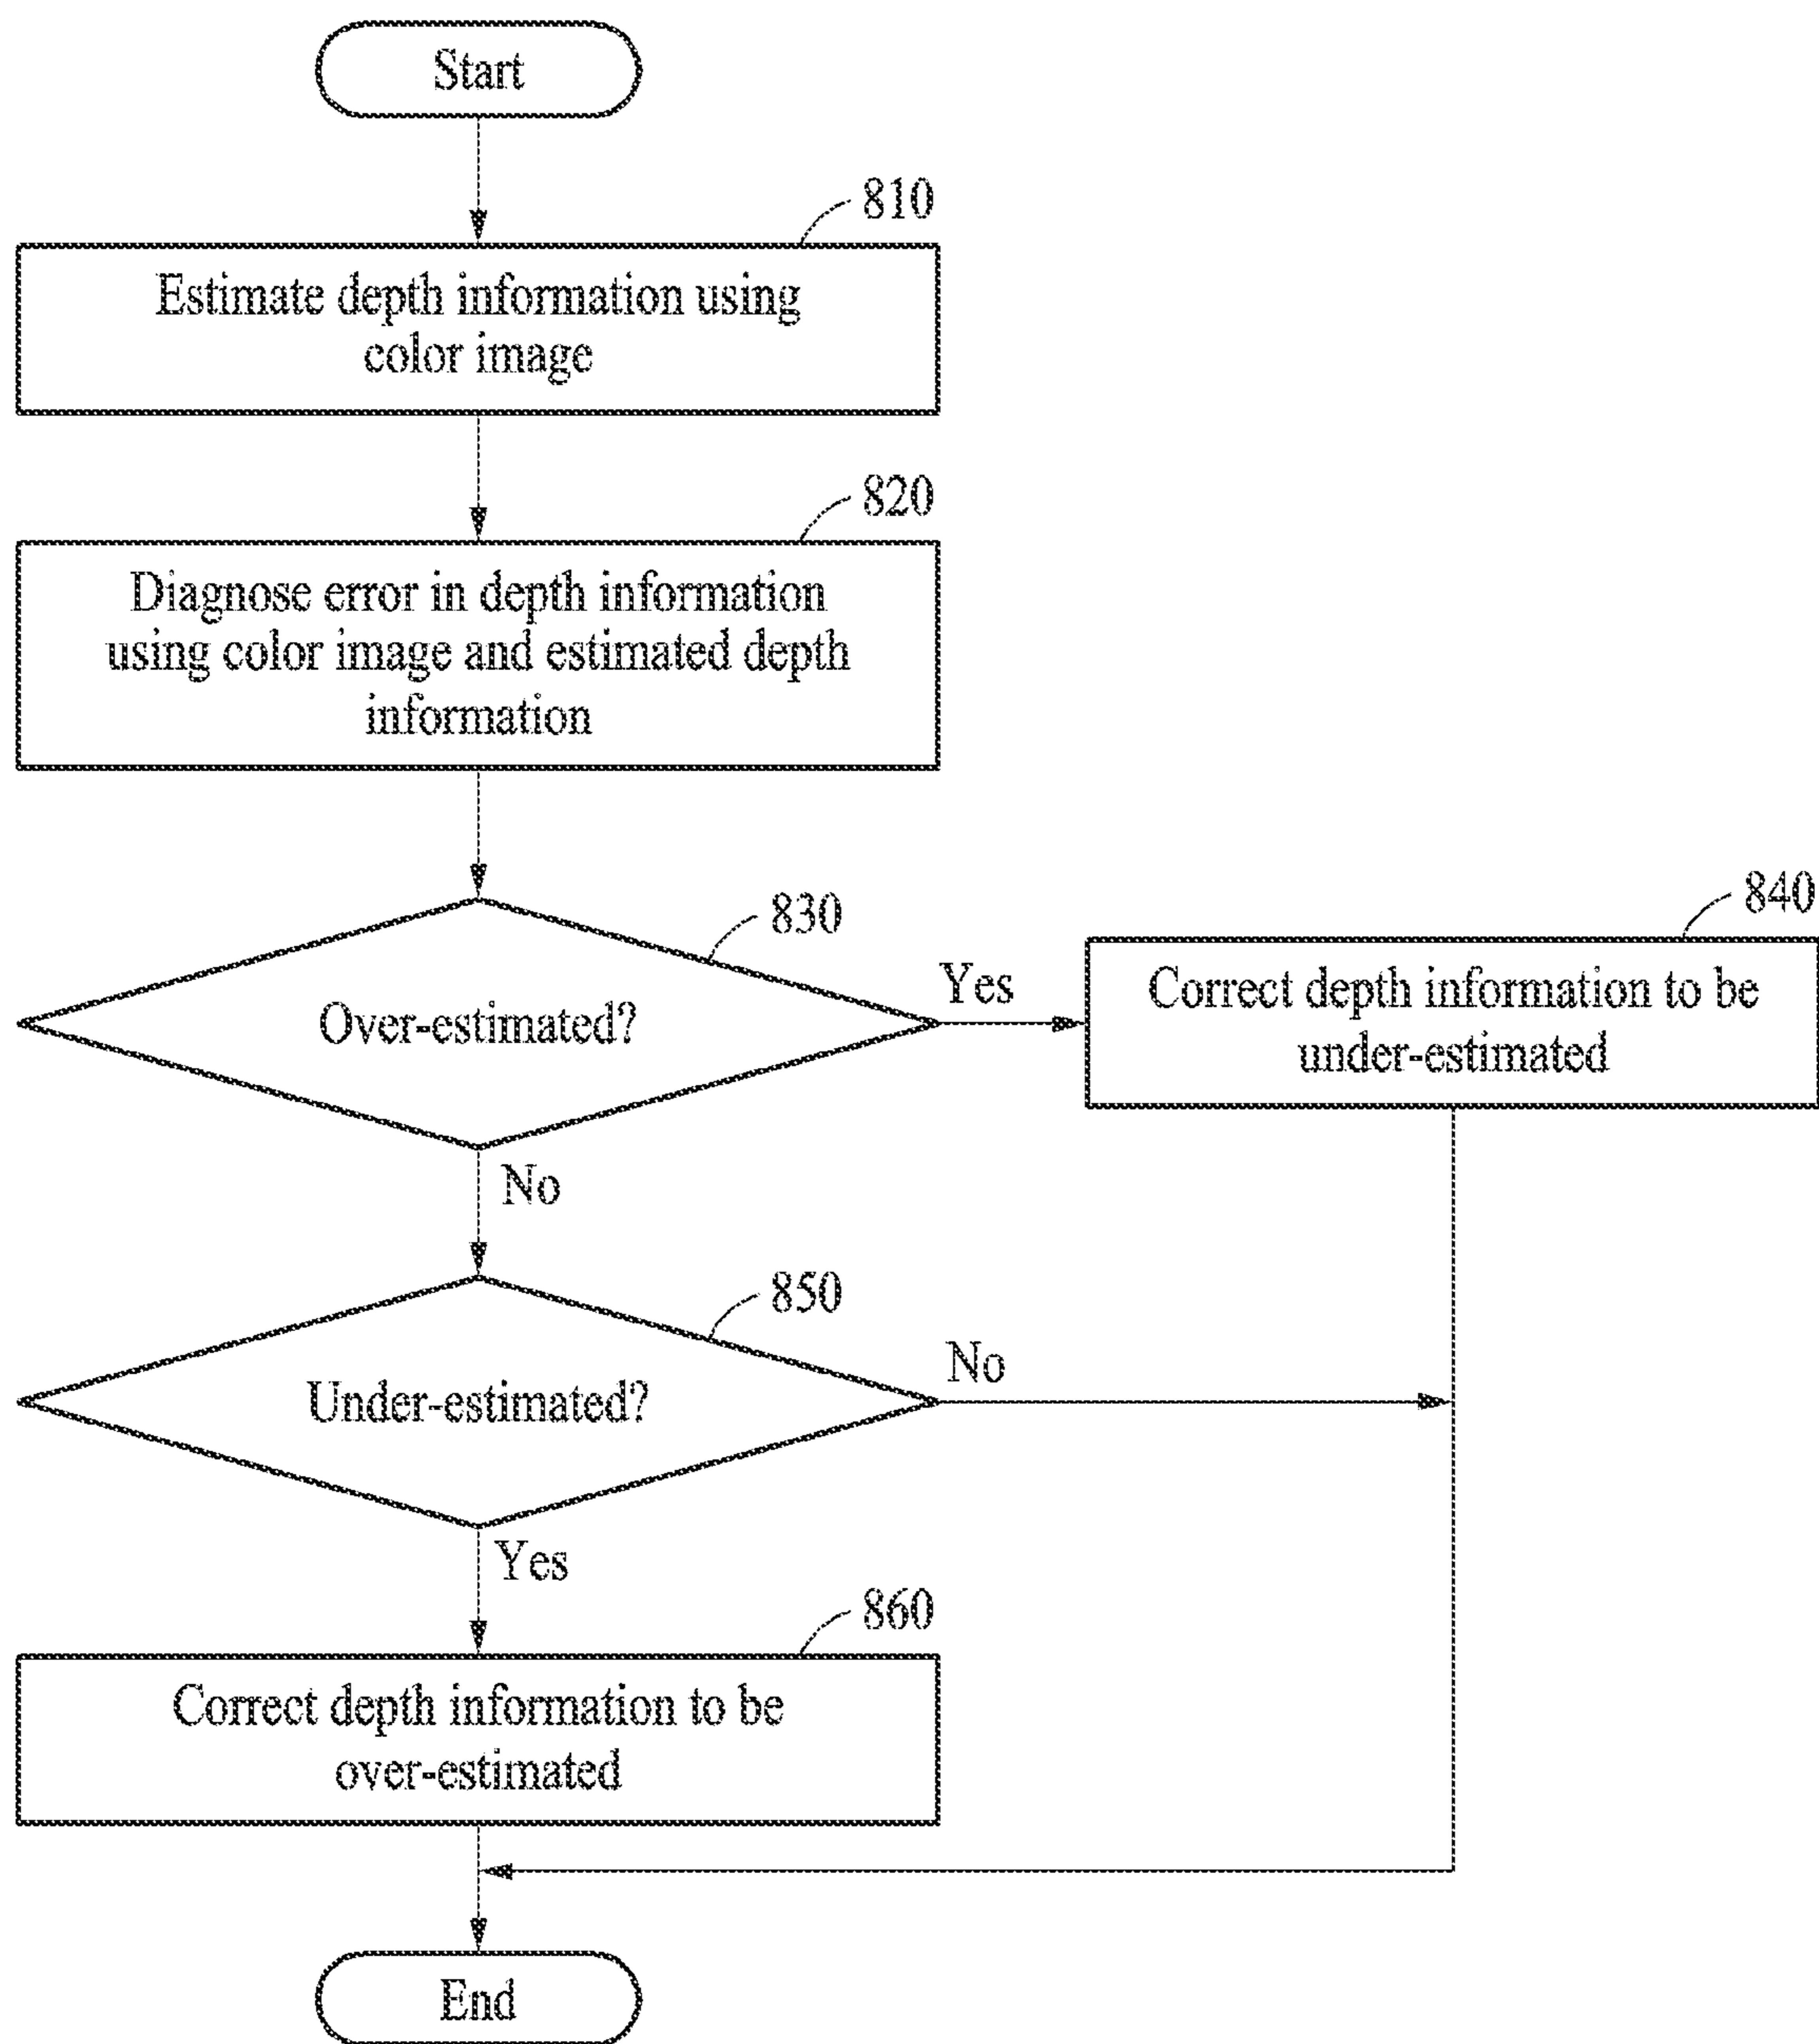 Start
810
Estimate depth information using
color image
820
Diagnose error in depth information
using color image and estimated depth
information
830
Over-estimated?
Yes
840
Correct depth information to be
under-estimated
No
850
Under-estimated?
No
Yes
860
Correct depth information to be
over-estimated
End